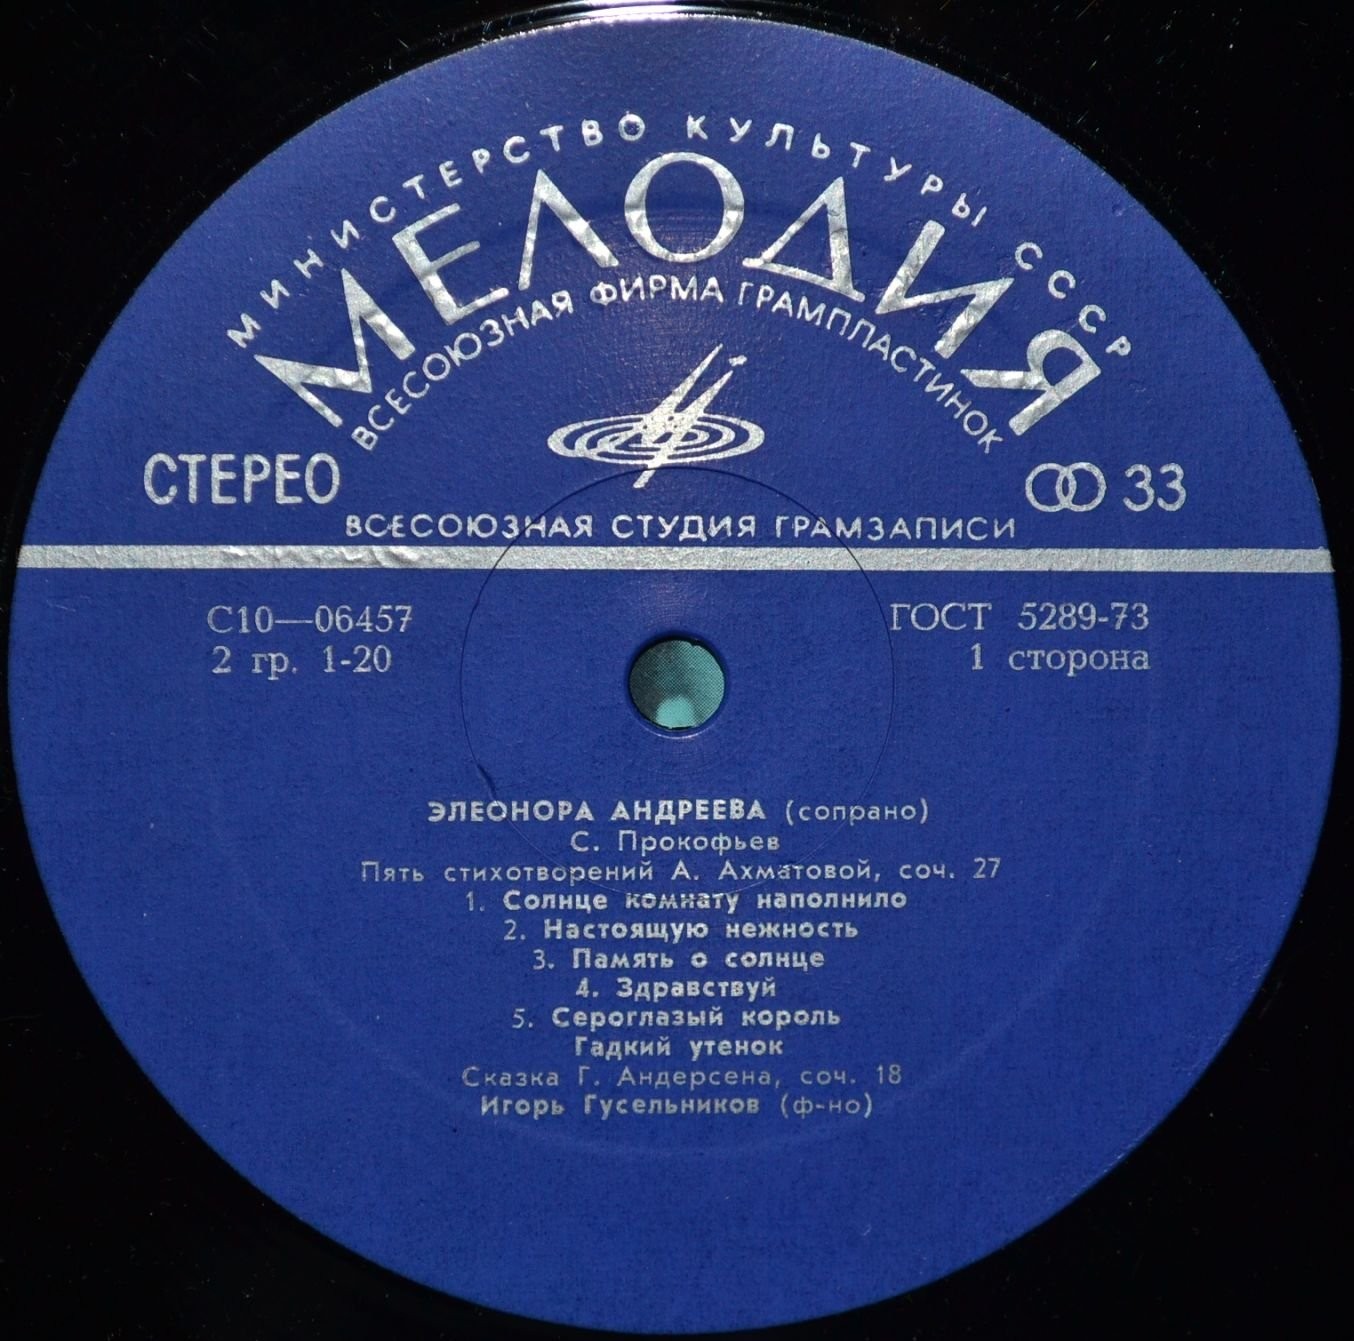 МИНИСТЕРСТВО КУЛЬТУРЫ СССР
МЕЛОДИЯ
ВСЕСОЮЗНАЯ ФИРМА ГРАМПЛАСТИНОК
СТЕРЕО
33
ВСЕСОЮЗНАЯ СТУДИЯ ГРАМЗАПИСИ
С10—06457
ГОСТ 5289-73
2 гр. 1-20
1 сторона
ЭЛЕОНОРА АНДРЕЕВА (сопрано)
С. Прокофьев
Пять стихотворений А. Ахматовой, соч. 27
1. Солнце комнату наполнило
2. Настоящую нежность
3. Память о солнце
4. Здравствуй
5. Сероглазый король
Гадкий утенок
Сказка Г. Андерсена, соч. 18
Игорь Гусельников (ф-но)